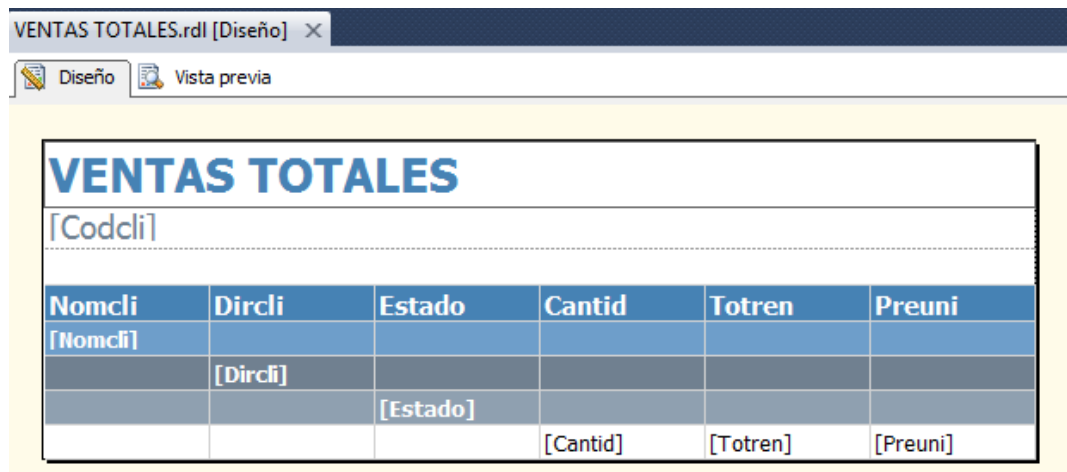 VENTAS TOTALES.rdl [Diseño]
Diseño Vista previa
VENTAS TOTALES
[Codcli]
Nomcli Dircli Estado Cantid Totren Preuni
[Nomcli]
[Dircli]
[Estado]
[Cantid] [Totren] [Preuni]